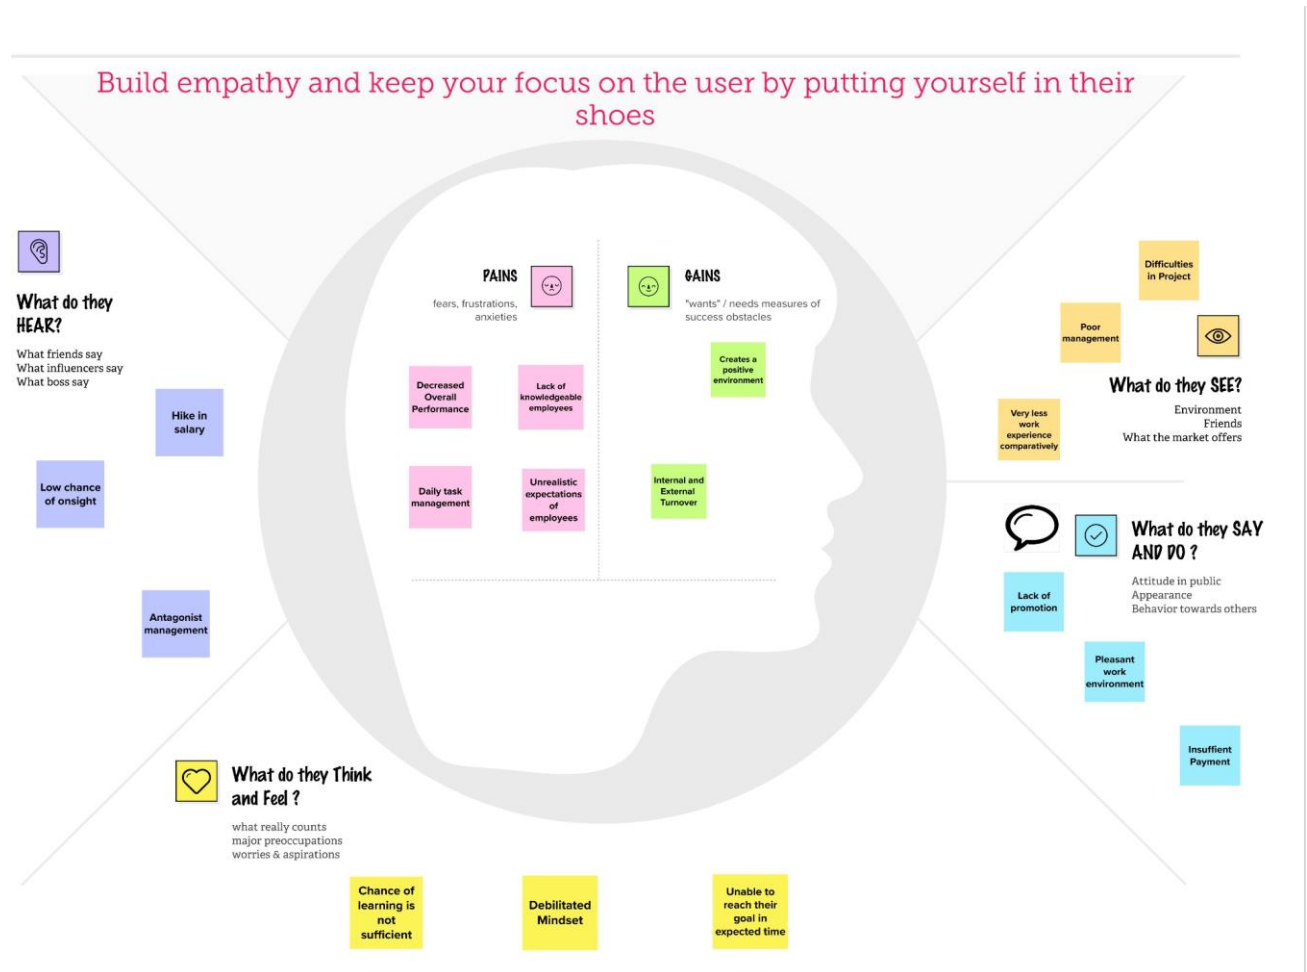 Build empathy and keep your focus on the user by putting yourself in their
shoes
What do they
HEAR?
What friends say
What influencers say
What boss say
Hike in
salary
Low chance
of onsight
Antagonist
management
PAINS
fears, frustrations,
anxieties
Decreased
Overall
Performance
Lack of
knowledgeable
employees
Daily task
management
Unrealistic
expectations
of
employees
GAINS
"wants" / needs measures of
success obstacles
Creates a
positive
environment
Internal and
External
Turnover
Difficulties
in Project
Poor
management
Very less
work
experience
comparatively
What do they SEE?
Environment
Friends
What the market offers
What do they SAY
AND DO ?
Attitude in public
Appearance
Behavior towards others
Lack of
promotion
Pleasant
work
environment
Insuffient
Payment
What do they Think
and Feel ?
what really counts
major preoccupations
worries & aspirations
Chance of
learning is
not
sufficient
Debilitated
Mindset
Unable to
reach their
goal in
expected time